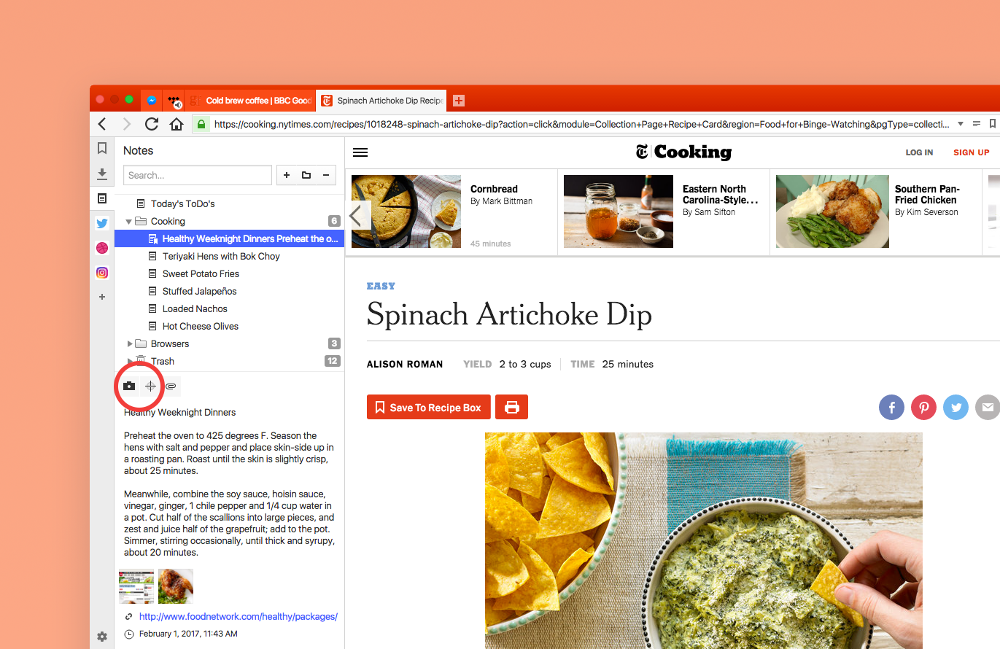 Cold brew coffee | BBC Good
Spinach Artichoke Dip Recipe
https://cooking.nytimes.com/recipes/1018248-spinach-artichoke-dip?action=click&module=Collection+Page+Recipe+Card&region=Food+for+Binge-Watching&pgType=collecti...
Notes
Search...
Today's ToDo's
Cooking
6
Healthy Weeknight Dinners Preheat the o...
Teriyaki Hens with Bok Choy
Sweet Potato Fries
Stuffed Jalapeños
Loaded Nachos
Hot Cheese Olives
Browsers
3
Trash
12
Healthy Weeknight Dinners
Preheat the oven to 425 degrees F. Season the
hens with salt and pepper and place skin-side up in
a roasting pan. Roast until the skin is slightly crisp,
about 25 minutes.
Meanwhile, combine the soy sauce, hoisin sauce,
vinegar, ginger, 1 chile pepper and 1/4 cup water in
a pot. Cut half of the scallions into large pieces, and
zest and juice half of the grapefruit; add to the pot.
Simmer, stirring occasionally, until thick and syrupy,
about 20 minutes.
http://www.foodnetwork.com/healthy/packages/
February 1, 2017, 11:43 AM
T Cooking
LOG IN
SIGN UP
Cornbread
By Mark Bittman
45 minutes
Eastern North
Carolina-Style...
By Sam Sifton
Southern Pan-
Fried Chicken
By Kim Severson
EASY
Spinach Artichoke Dip
ALISON ROMAN YIELD 2 to 3 cups TIME 25 minutes
Save To Recipe Box